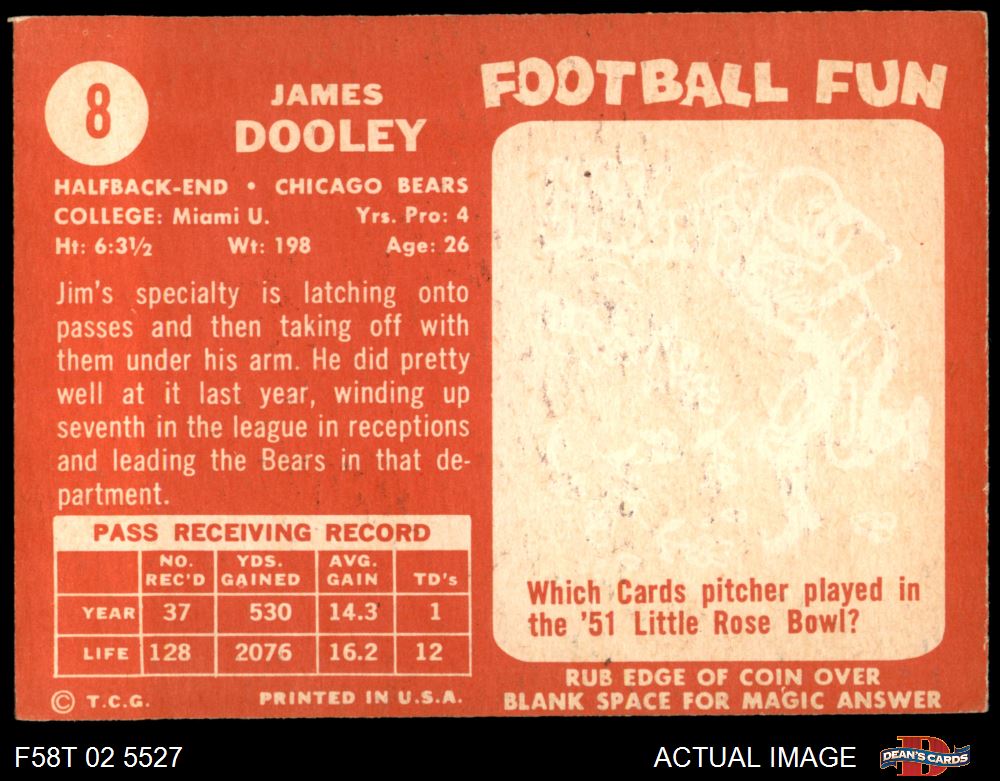 8
JAMES
DOOLEY
HALFBACK-END • CHICAGO BEARS
COLLEGE: Miami U. Yrs. Pro: 4
Ht: 6:3½ Wt: 198 Age: 26
Jim's specialty is latching onto
passes and then taking off with
them under his arm. He did pretty
well at it last year, winding up
seventh in the league in receptions
and leading the Bears in that de-
partment.
PASS RECEIVING RECORD
NO. REC'D YDS. GAINED AVG. GAIN TD's
YEAR 37 530 14.3 1
LIFE 128 2076 16.2 12
© T.C.G. PRINTED IN U.S.A.
FOOTBALL FUN
Which Cards pitcher played in
the '51 Little Rose Bowl?
RUB EDGE OF COIN OVER
BLANK SPACE FOR MAGIC ANSWER
F58T 02 5527 ACTUAL IMAGE DEAN'S CARDS